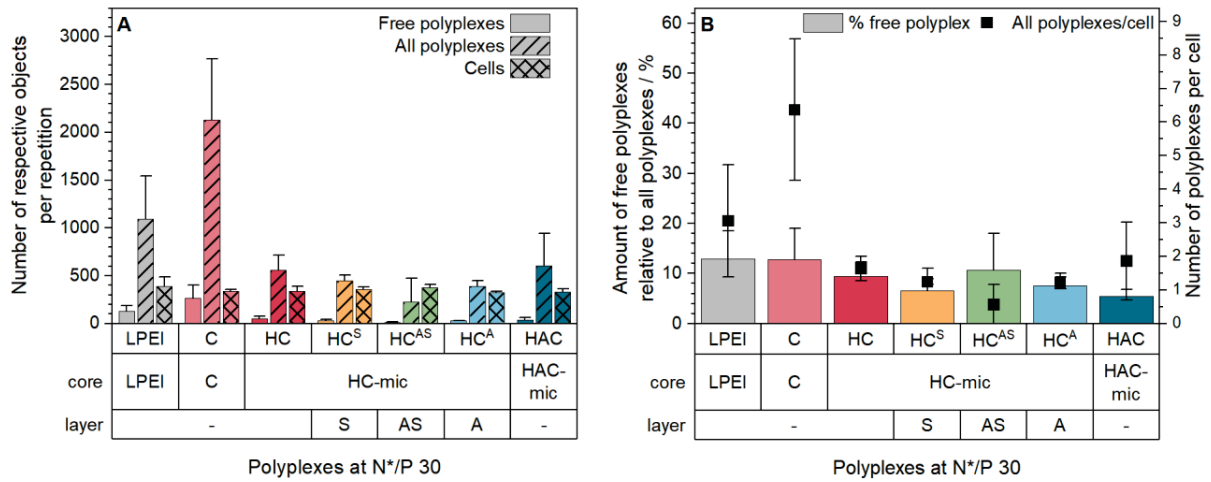 A
Free polyplexes
All polyplexes
Cells
Number of respective objects
per repetition
3000
2500
2000
1500
1000
500
0
LPEI C HC HC^S HC^AS HC^A HAC
core LPEI C HC-mic HAC-mic
layer - S AS A -
Polyplexes at N*/P 30
B
% free polyplex All polyplexes/cell
Amount of free polyplexes
relative to all polyplexes / %
60
50
40
30
20
10
0
Number of polyplexes per cell
9
8
7
6
5
4
3
2
1
0
LPEI C HC HC^S HC^AS HC^A HAC
core LPEI C HC-mic HAC-mic
layer - S AS A -
Polyplexes at N*/P 30